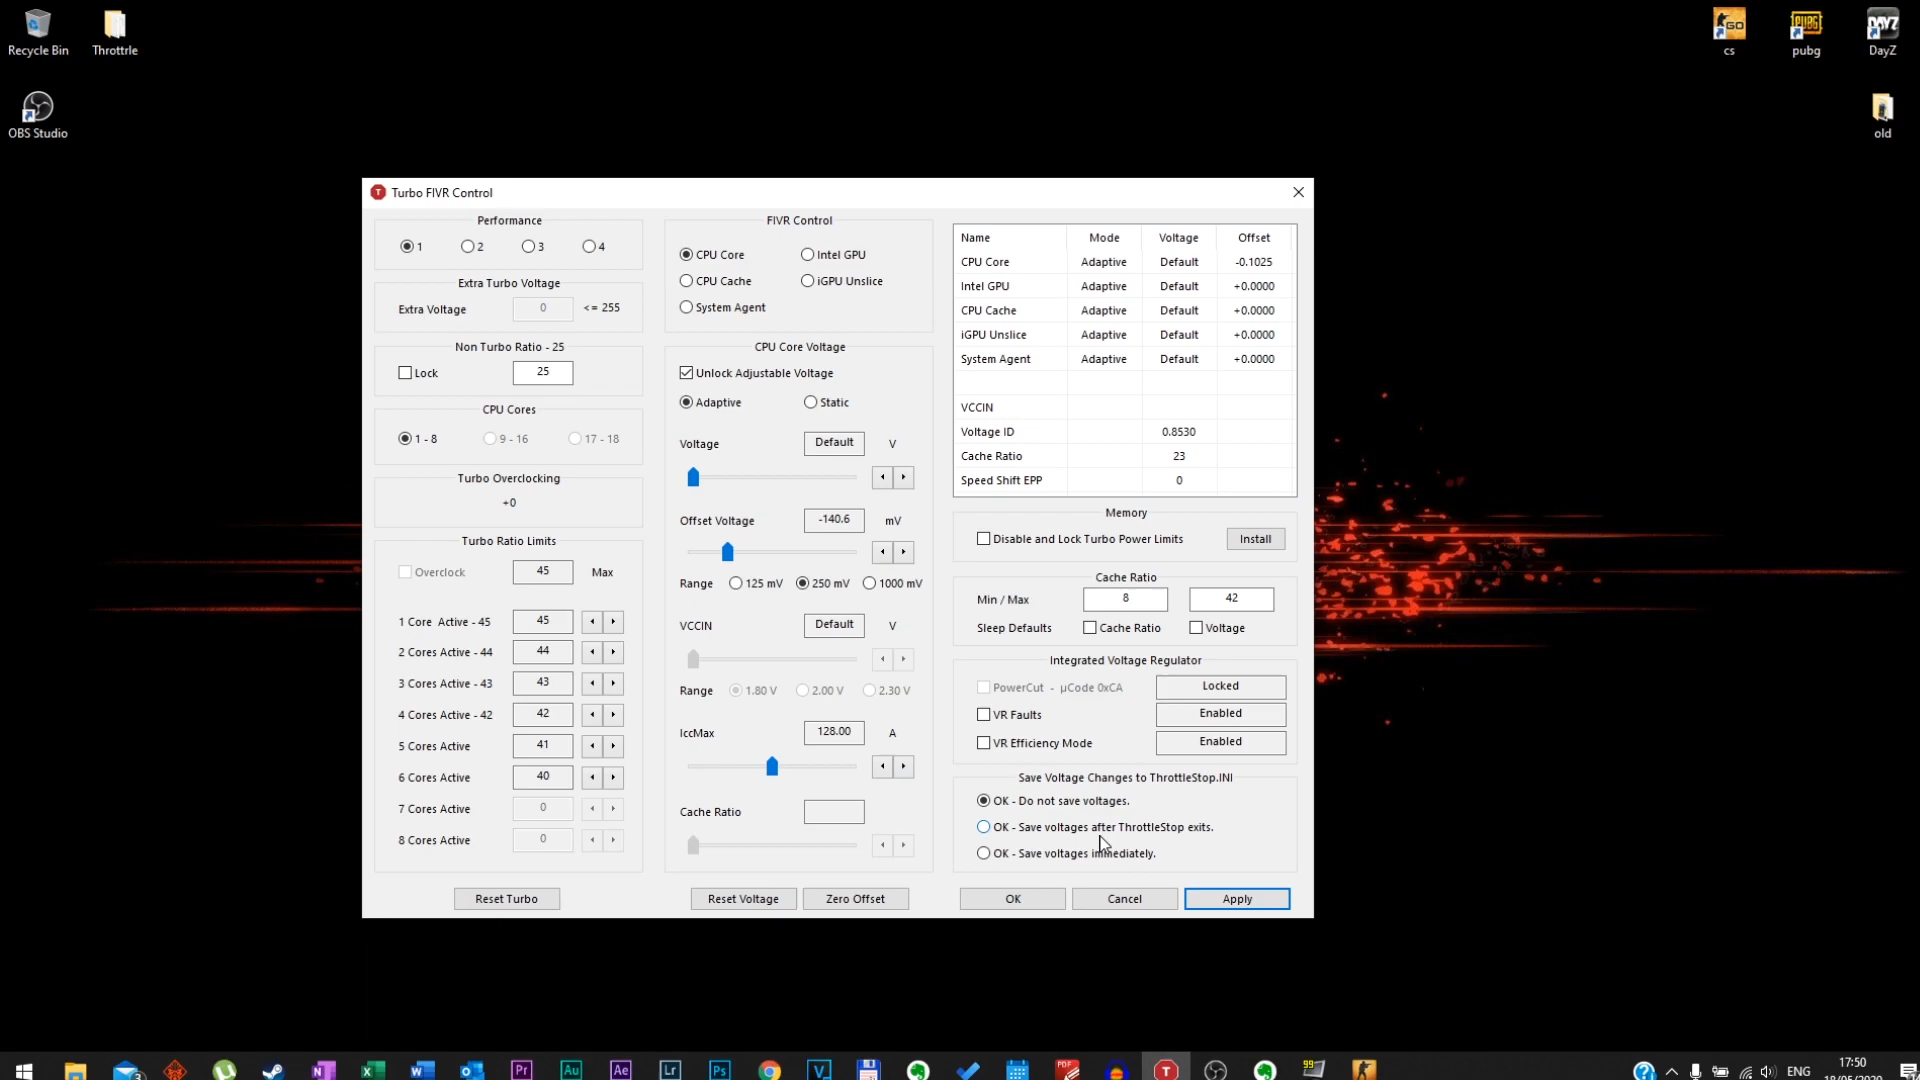 Recycle Bin
Throttrle
OBS Studio
cs
pubg
DayZ
old
Turbo FIVR Control
Performance
1 2 3 4
Extra Turbo Voltage
Extra Voltage 0 <= 255
Non Turbo Ratio - 25
Lock 25
CPU Cores
1 - 8 9 - 16 17 - 18
Turbo Overclocking
+0
Turbo Ratio Limits
Overclock 45 Max
1 Core Active - 45 45
2 Cores Active - 44 44
3 Cores Active - 43 43
4 Cores Active - 42 42
5 Cores Active 41
6 Cores Active 40
7 Cores Active 0
8 Cores Active 0
Reset Turbo
FIVR Control
CPU Core Intel GPU
CPU Cache iGPU Unslice
System Agent
CPU Core Voltage
Unlock Adjustable Voltage
Adaptive Static
Voltage Default V
Offset Voltage -140.6 mV
Range 125 mV 250 mV 1000 mV
VCCIN Default V
Range 1.80 V 2.00 V 2.30 V
IccMax 128.00 A
Cache Ratio
Reset Voltage Zero Offset
Name Mode Voltage Offset
CPU Core Adaptive Default -0.1025
Intel GPU Adaptive Default +0.0000
CPU Cache Adaptive Default +0.0000
iGPU Unslice Adaptive Default +0.0000
System Agent Adaptive Default +0.0000
VCCIN
Voltage ID 0.8530
Cache Ratio 23
Speed Shift EPP 0
Memory
Disable and Lock Turbo Power Limits Install
Cache Ratio
Min / Max 8 42
Sleep Defaults Cache Ratio Voltage
Integrated Voltage Regulator
PowerCut - µCode 0xCA Locked
VR Faults Enabled
VR Efficiency Mode Enabled
Save Voltage Changes to ThrottleStop.INI
OK - Do not save voltages.
OK - Save voltages after ThrottleStop exits.
OK - Save voltages immediately.
OK Cancel Apply
ENG
17:50
18/05/2020